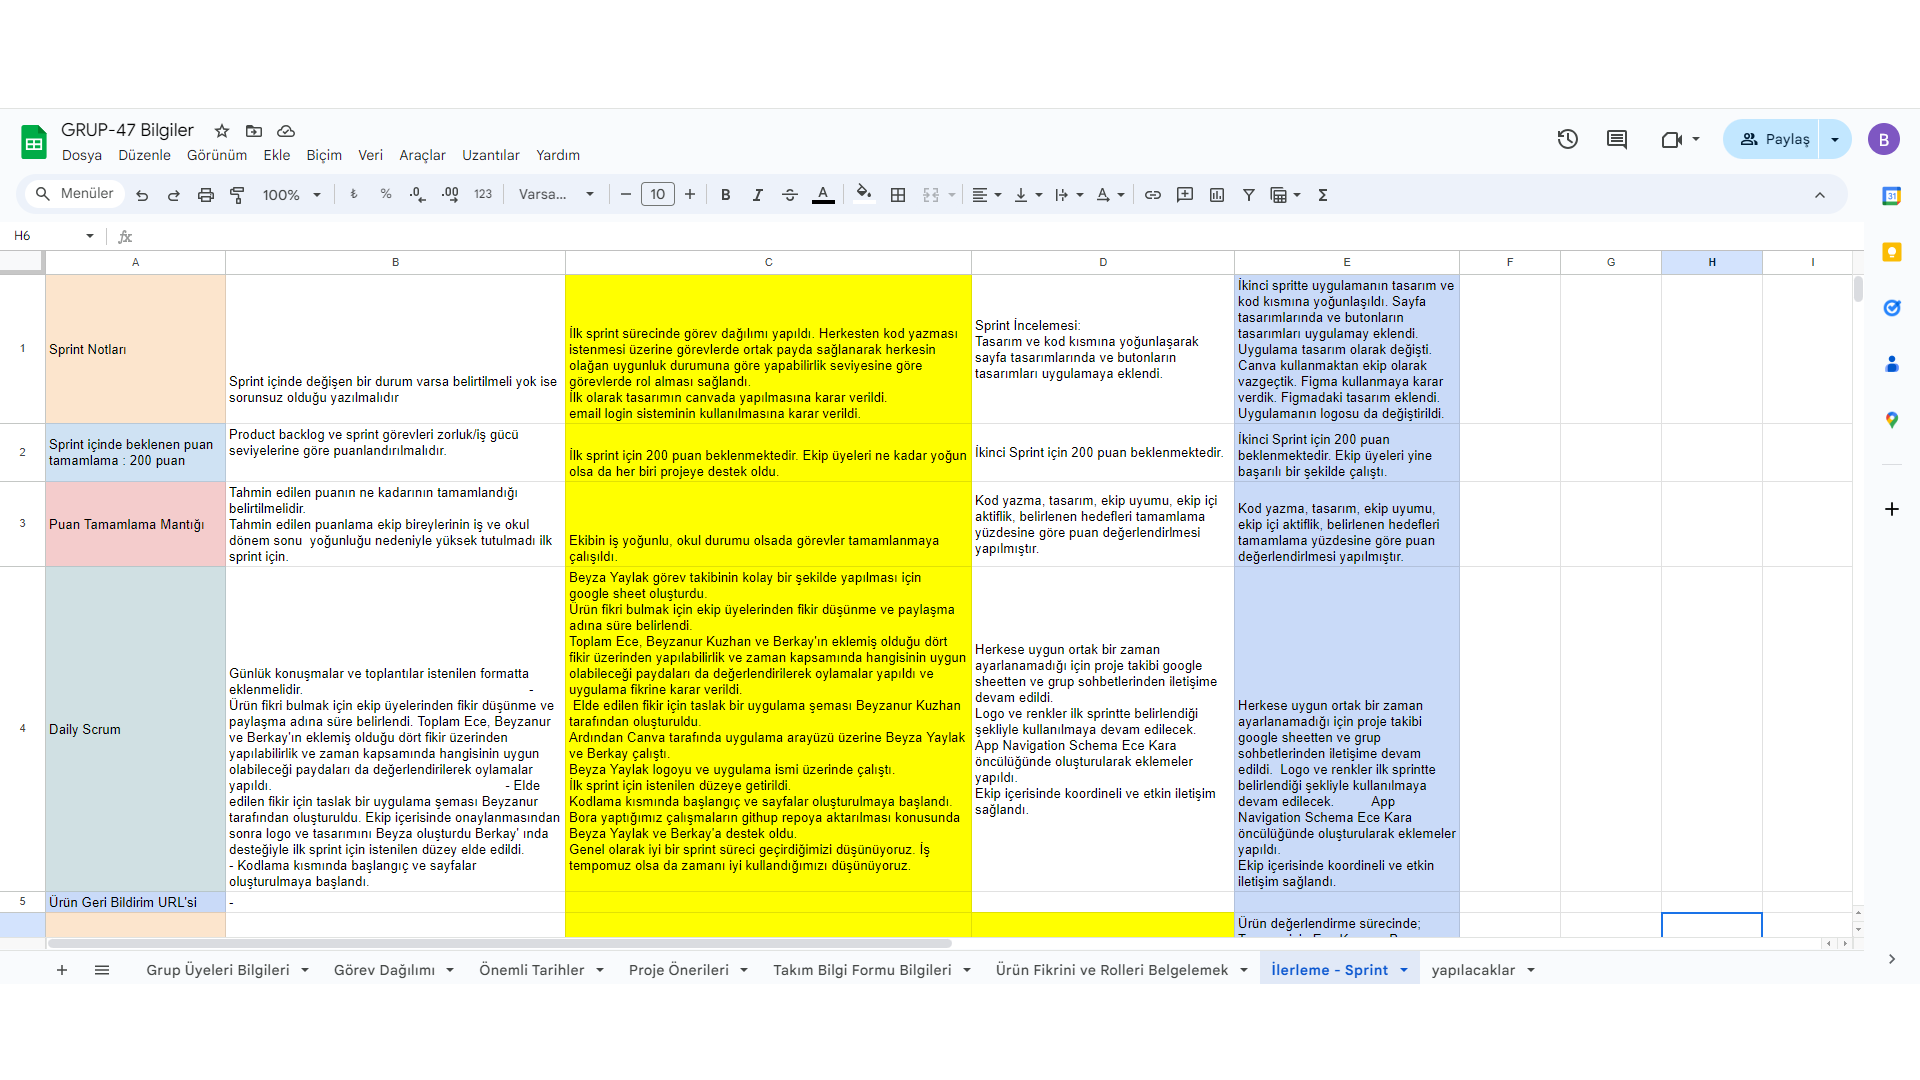 GRUP-47 Bilgiler
Dosya Düzenle Görünüm Ekle Biçim Veri Araçlar Uzantılar Yardım
Paylaş
B
Menüler
100%
₺ % .0 .00 123
Varsa...
10
B I A
31
H6
fx
A B C D E F G H I
1
Sprint Notları
Sprint içinde değişen bir durum varsa belirtilmeli yok ise
sorunsuz olduğu yazılmalıdır
İlk sprint sürecinde görev dağılımı yapıldı. Herkesten kod yazması
istenmesi üzerine görevlerde ortak payda sağlanarak herkesin
olağan uygunluk durumuna göre yapabilirlik seviyesine göre
görevlerde rol alması sağlandı.
İlk olarak tasarımın canvada yapılmasına karar verildi.
email login sisteminin kullanılmasına karar verildi.
Sprint İncelemesi:
Tasarım ve kod kısmına yoğunlaşarak
sayfa tasarımlarında ve butonların
tasarımları uygulamaya eklendi.
İkinci spritte uygulamanın tasarım ve
kod kısmına yoğunlaşıldı. Sayfa
tasarımlarında ve butonların
tasarımları uygulamay eklendi.
Uygulama tasarım olarak değişti.
Canva kullanmaktan ekip olarak
vazgeçtik. Figma kullanmaya karar
verdik. Figmadaki tasarım eklendi.
Uygulamanın logosu da değiştirildi.
2
Sprint içinde beklenen puan
tamamlama : 200 puan
Product backlog ve sprint görevleri zorluk/iş gücü
seviyelerine göre puanlandırılmalıdır.
İlk sprint için 200 puan beklenmektedir. Ekip üyeleri ne kadar yoğun
olsa da her biri projeye destek oldu.
İkinci Sprint için 200 puan beklenmektedir.
İkinci Sprint için 200 puan
beklenmektedir. Ekip üyeleri yine
başarılı bir şekilde çalıştı.
3
Puan Tamamlama Mantığı
Tahmin edilen puanın ne kadarının tamamlandığı
belirtilmelidir.
Tahmin edilen puanlama ekip bireylerinin iş ve okul
dönem sonu  yoğunluğu nedeniyle yüksek tutulmadı ilk
sprint için.
Ekibin iş yoğunlu, okul durumu olsada görevler tamamlanmaya
çalışıldı.
Kod yazma, tasarım, ekip uyumu, ekip içi
aktiflik, belirlenen hedefleri tamamlama
yüzdesine göre puan değerlendirlmesi
yapılmıştır.
Kod yazma, tasarım, ekip uyumu,
ekip içi aktiflik, belirlenen hedefleri
tamamlama yüzdesine göre puan
değerlendirlmesi yapılmıştır.
4
Daily Scrum
Günlük konuşmalar ve toplantılar istenilen formatta
eklenmelidir. -
Ürün fikri bulmak için ekip üyelerinden fikir düşünme ve
paylaşma adına süre belirlendi. Toplam Ece, Beyzanur
ve Berkay'ın eklemiş olduğu dört fikir üzerinden
yapılabilirlik ve zaman kapsamında hangisinin uygun
olabileceği paydaları da değerlendirilerek oylamalar
yapıldı. - Elde
edilen fikir için taslak bir uygulama şeması Beyzanur
tarafından oluşturuldu. Ekip içerisinde onaylanmasından
sonra logo ve tasarımını Beyza oluşturdu Berkay' ında
desteğiyle ilk sprint için istenilen düzey elde edildi.
- Kodlama kısmında başlangıç ve sayfalar
oluşturulmaya başlandı.
Beyza Yaylak görev takibinin kolay bir şekilde yapılması için
google sheet oluşturdu.
Ürün fikri bulmak için ekip üyelerinden fikir düşünme ve paylaşma
adına süre belirlendi.
Toplam Ece, Beyzanur Kuzhan ve Berkay'ın eklemiş olduğu dört
fikir üzerinden yapılabilirlik ve zaman kapsamında hangisinin uygun
olabileceği paydaları da değerlendirilerek oylamalar yapıldı ve
uygulama fikrine karar verildi.
Elde edilen fikir için taslak bir uygulama şeması Beyzanur Kuzhan
tarafından oluşturuldu.
Ardından Canva tarafında uygulama arayüzü üzerine Beyza Yaylak
ve Berkay çalıştı.
Beyza Yaylak logoyu ve uygulama ismi üzerinde çalıştı.
İlk sprint için istenilen düzeye getirildi.
Kodlama kısmında başlangıç ve sayfalar oluşturulmaya başlandı.
Bora yaptığımız çalışmaların githup repoya aktarılması konusunda
Beyza Yaylak ve Berkay'a destek oldu.
Genel olarak iyi bir sprint süreci geçirdiğimizi düşünüyoruz. İş
tempomuz olsa da zamanı iyi kullandığımızı düşünüyoruz.
Herkese uygun ortak bir zaman
ayarlanamadığı için proje takibi google
sheetten ve grup sohbetlerinden iletişime
devam edildi.
Logo ve renkler ilk sprintte belirlendiği
şekliyle kullanılmaya devam edilecek.
App Navigation Schema Ece Kara
öncülüğünde oluşturularak eklemeler
yapıldı.
Ekip içerisinde koordineli ve etkin iletişim
sağlandı.
Herkese uygun ortak bir zaman
ayarlanamadığı için proje takibi
google sheetten ve grup
sohbetlerinden iletişime devam
edildi.  Logo ve renkler ilk sprintte
belirlendiği şekliyle kullanılmaya
devam edilecek. App
Navigation Schema Ece Kara
öncülüğünde oluşturularak eklemeler
yapıldı.
Ekip içerisinde koordineli ve etkin
iletişim sağlandı.
5
Ürün Geri Bildirim URL'si
-
Ürün değerlendirme sürecinde;
Grup Üyeleri Bilgileri Görev Dağılımı Önemli Tarihler Proje Önerileri Takım Bilgi Formu Bilgileri Ürün Fikrini ve Rolleri Belgelemek İlerleme - Sprint yapılacaklar